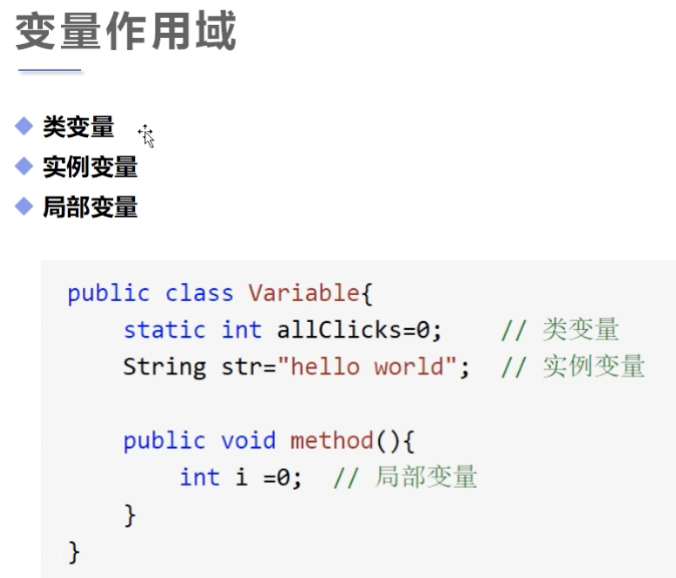 变量作用域
类变量
实例变量
局部变量
public class Variable{
    static int allClicks=0;    // 类变量
    String str="hello world";  // 实例变量

    public void method(){
        int i =0;  // 局部变量
    }
}